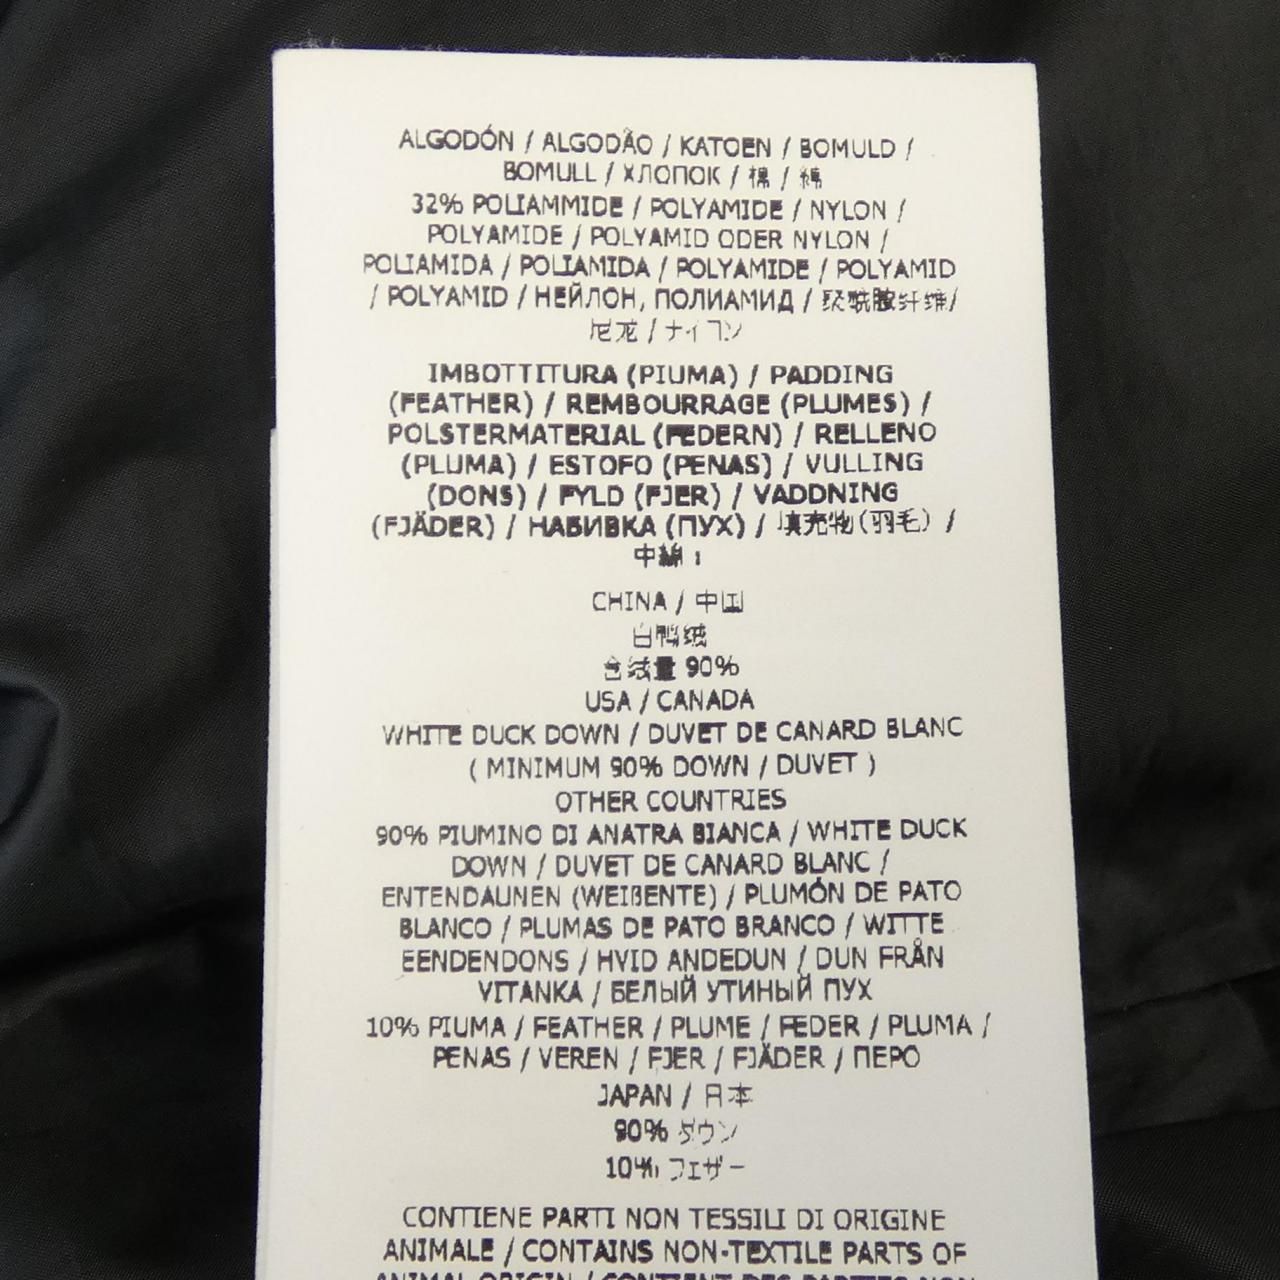 ALGODÓN / ALGODÃO / KATOEN / BOMULD /
BOMULL / ХЛОПОК / 棉 / 綿
32% POLIAMMIDE / POLYAMIDE / NYLON /
POLYAMIDE / POLYAMID ODER NYLON /
POLIAMIDA / POLIAMIDA / POLYAMIDE / POLYAMID
/ POLYAMID / НЕЙЛОН, ПОЛИАМИД / 聚酰胺纤维/
尼龙 / ナイロン
IMBOTTITURA (PIUMA) / PADDING
(FEATHER) / REMBOURRAGE (PLUMES) /
POLSTERMATERIAL (FEDERN) / RELLENO
(PLUMA) / ESTOFO (PENAS) / VULLING
(DONS) / FYLD (FJER) / VADDNING
(FJÄDER) / НАБИВКА (ПУХ) / 填充物(羽毛) /
中綿:
CHINA / 中国
白鸭绒
含绒量 90%
USA / CANADA
WHITE DUCK DOWN / DUVET DE CANARD BLANC
( MINIMUM 90% DOWN / DUVET )
OTHER COUNTRIES
90% PIUMINO DI ANATRA BIANCA / WHITE DUCK
DOWN / DUVET DE CANARD BLANC /
ENTENDAUNEN (WEIßENTE) / PLUMÓN DE PATO
BLANCO / PLUMAS DE PATO BRANCO / WITTE
EENDENDONS / HVID ANDEDUN / DUN FRÅN
VITANKA / БЕЛЫЙ УТИНЫЙ ПУХ
10% PIUMA / FEATHER / PLUME / FEDER / PLUMA /
PENAS / VEREN / FJER / FJÄDER / ПЕРО
JAPAN / 日本
90% ダウン
10% フェザー
CONTIENE PARTI NON TESSILI DI ORIGINE
ANIMALE / CONTAINS NON-TEXTILE PARTS OF
ANIMAL ORIGIN / CONTIENT DES PARTIES NON